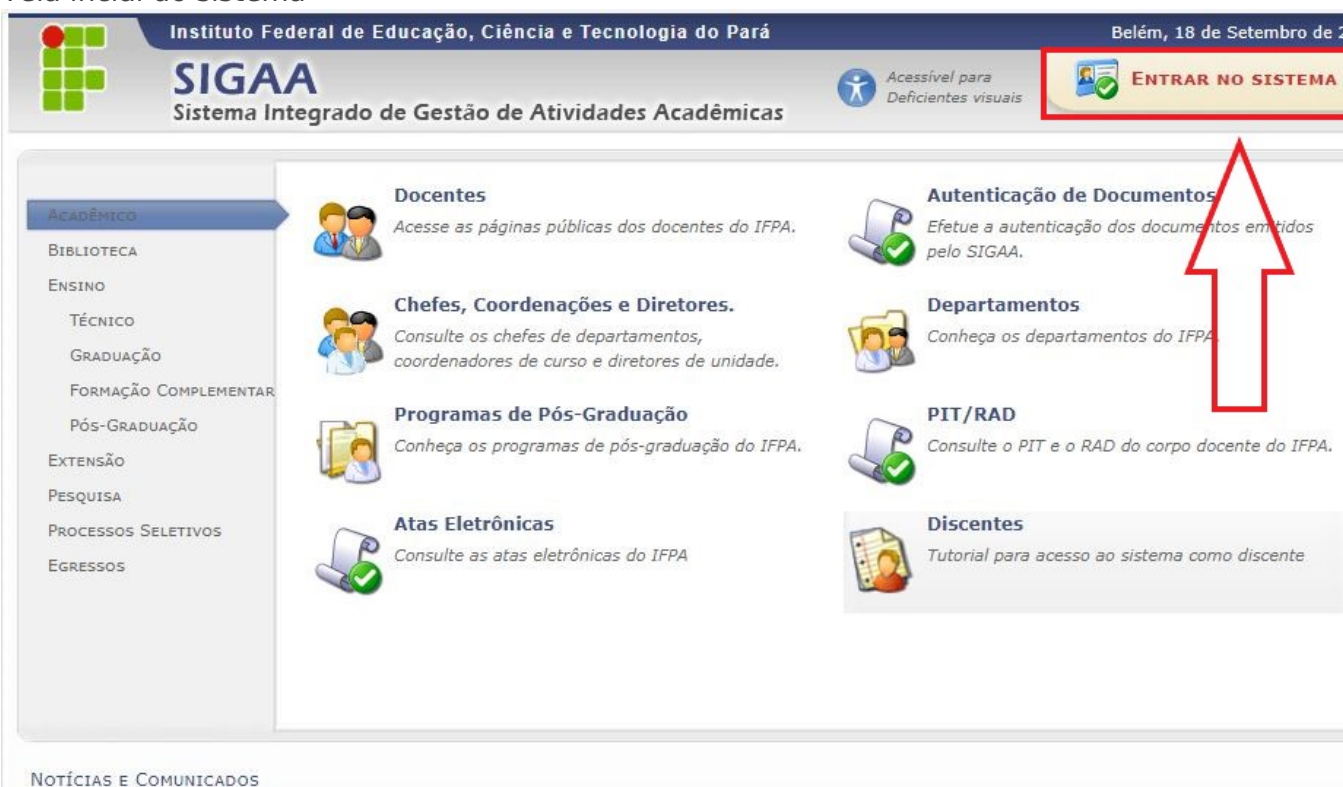 Instituto Federal de Educação, Ciência e Tecnologia do Pará
Belém, 18 de Setembro de
SIGAA
Sistema Integrado de Gestão de Atividades Acadêmicas
Acessível para
Deficientes visuais
ENTRAR NO SISTEMA
ACADÊMICO
BIBLIOTECA
ENSINO
TÉCNICO
GRADUAÇÃO
FORMAÇÃO COMPLEMENTAR
PÓS-GRADUAÇÃO
EXTENSÃO
PESQUISA
PROCESSOS SELETIVOS
EGRESSOS
Docentes
Acesse as páginas públicas dos docentes do IFPA.
Autenticação de Documentos
Efetue a autenticação dos documentos emitidos
pelo SIGAA.
Chefes, Coordenações e Diretores.
Consulte os chefes de departamentos,
coordenadores de curso e diretores de unidade.
Departamentos
Conheça os departamentos do IFPA.
Programas de Pós-Graduação
Conheça os programas de pós-graduação do IFPA.
PIT/RAD
Consulte o PIT e o RAD do corpo docente do IFPA.
Atas Eletrônicas
Consulte as atas eletrônicas do IFPA
Discentes
Tutorial para acesso ao sistema como discente
NOTÍCIAS E COMUNICADOS